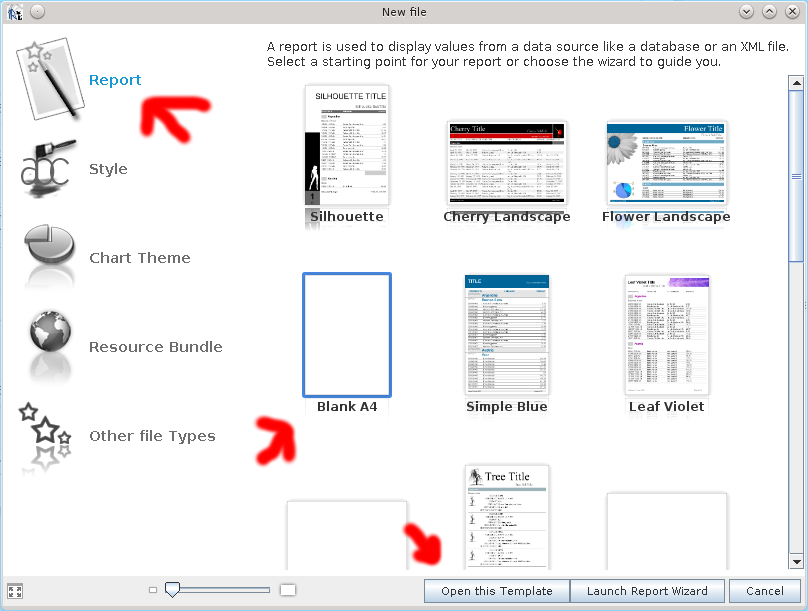 New file
A report is used to display values from a data source like a database or an XML file.
Select a starting point for your report or choose the wizard to guide you.
Report
Style
Chart Theme
Resource Bundle
Other file Types
SILHOUETTE TITLE
Silhouette
Cherry Title
Cherry Landscape
Flower Title
Flower Landscape
Blank A4
TITLE
Simple Blue
Leaf Violet Title
Leaf Violet
Tree Title
Open this Template
Launch Report Wizard
Cancel